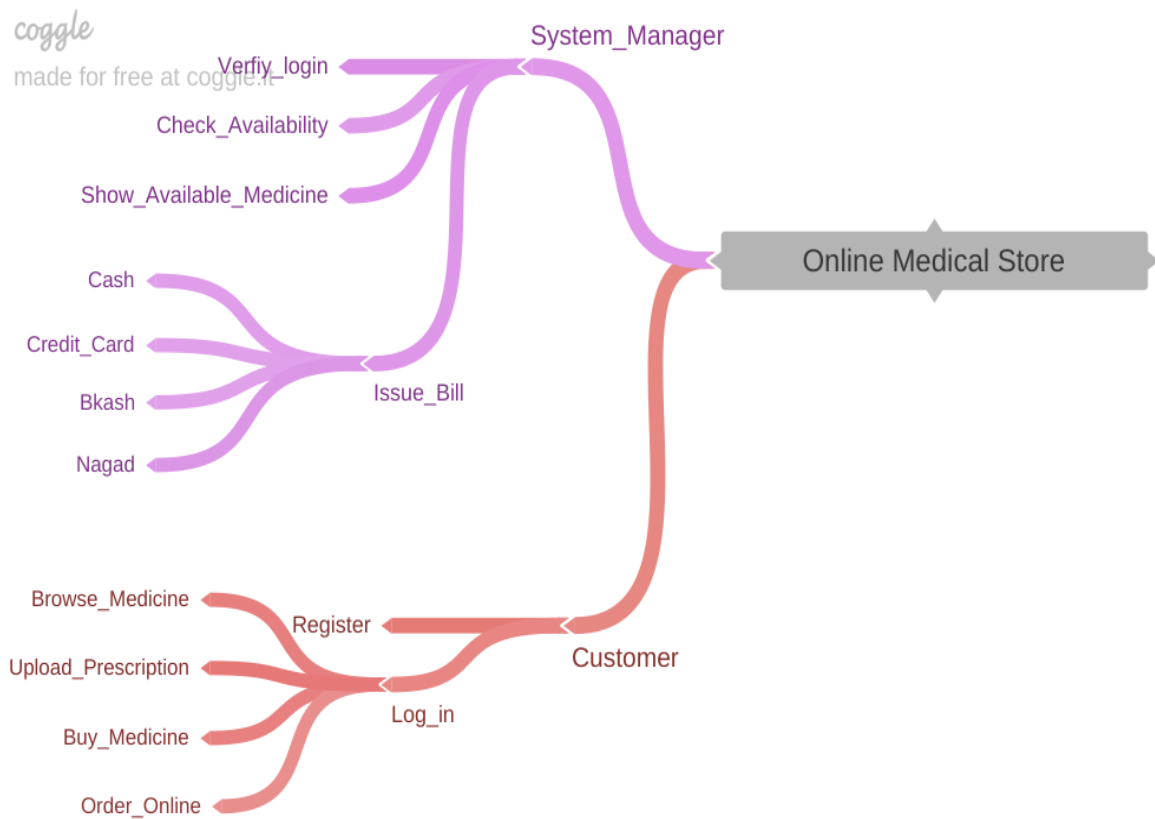 coggle
made for free at coggle.it
System_Manager
Verfiy_login
Check_Availability
Show_Available_Medicine
Online Medical Store
Cash
Credit_Card
Bkash
Nagad
Issue_Bill
Browse_Medicine
Register
Customer
Upload_Prescription
Log_in
Buy_Medicine
Order_Online